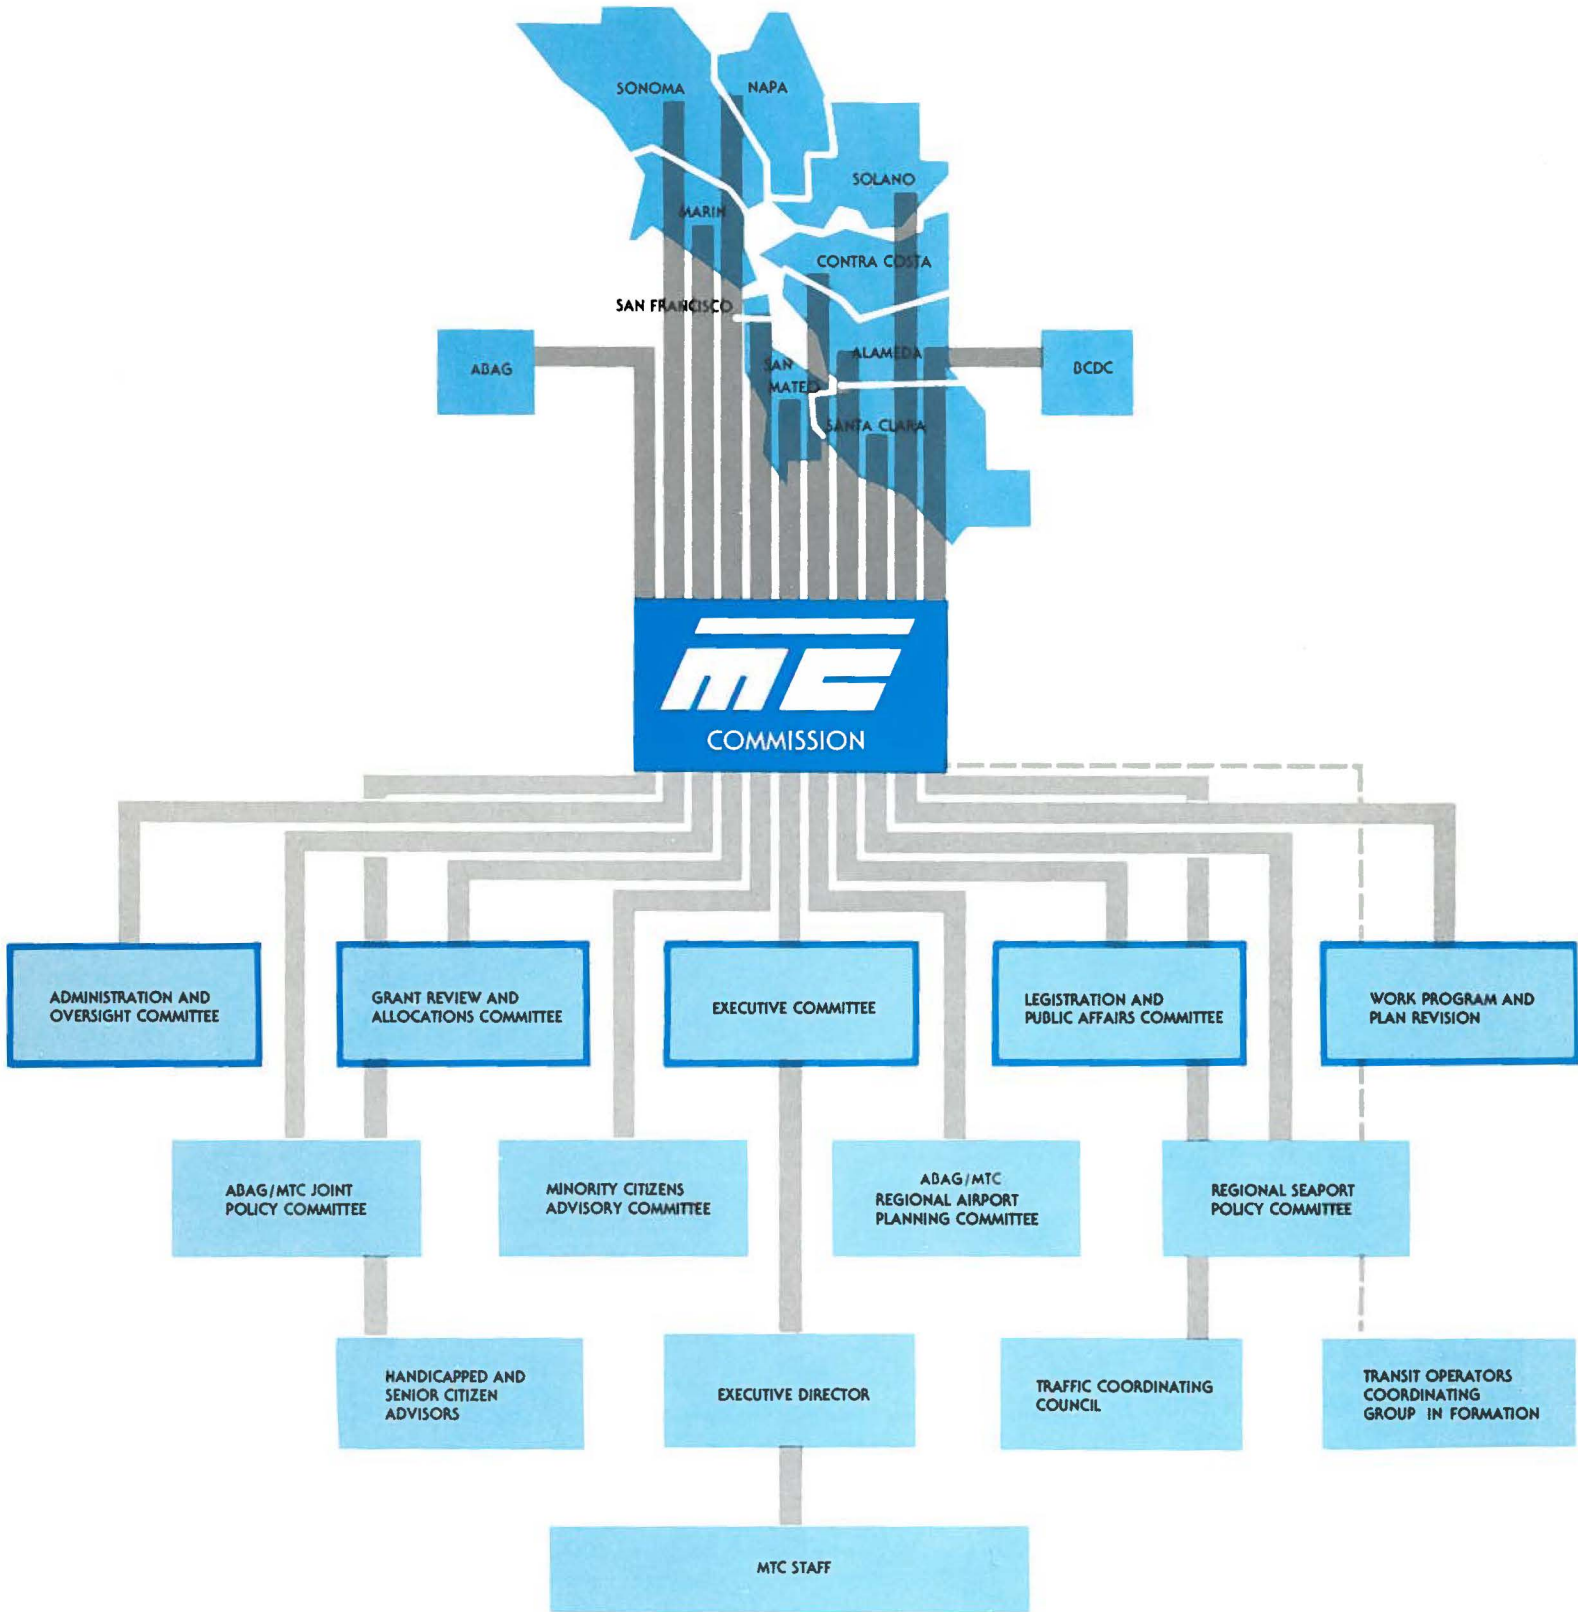 SONOMA
NAPA
SOLANO
MARIN
CONTRA COSTA
SAN FRANCISCO
ABAG
SAN
MATEO
ALAMEDA
BCDC
SANTA CLARA
MTC
COMMISSION
ADMINISTRATION AND
OVERSIGHT COMMITTEE
GRANT REVIEW AND
ALLOCATIONS COMMITTEE
EXECUTIVE COMMITTEE
LEGISTRATION AND
PUBLIC AFFAIRS COMMITTEE
WORK PROGRAM AND
PLAN REVISION
ABAG/MTC JOINT
POLICY COMMITTEE
MINORITY CITIZENS
ADVISORY COMMITTEE
ABAG/MTC
REGIONAL AIRPORT
PLANNING COMMITTEE
REGIONAL SEAPORT
POLICY COMMITTEE
HANDICAPPED AND
SENIOR CITIZEN
ADVISORS
EXECUTIVE DIRECTOR
TRAFFIC COORDINATING
COUNCIL
TRANSIT OPERATORS
COORDINATING
GROUP IN FORMATION
MTC STAFF